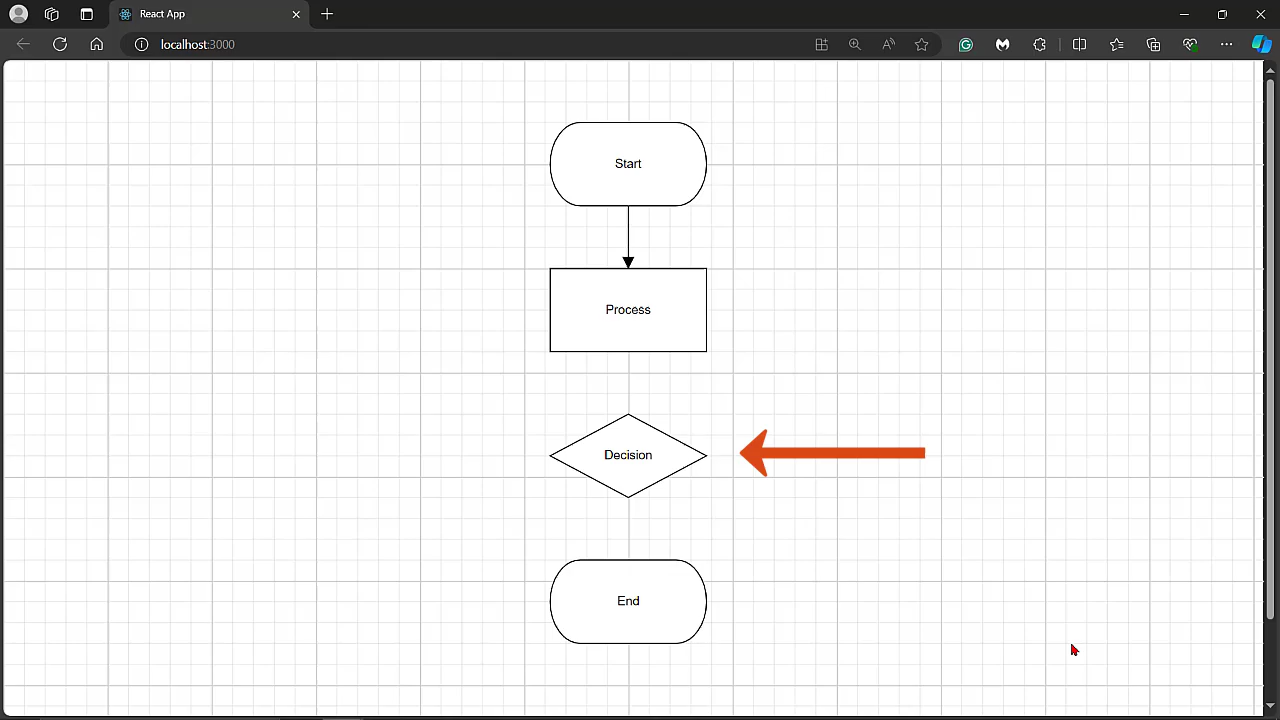 React App
localhost:3000
Start
Process
Decision
End